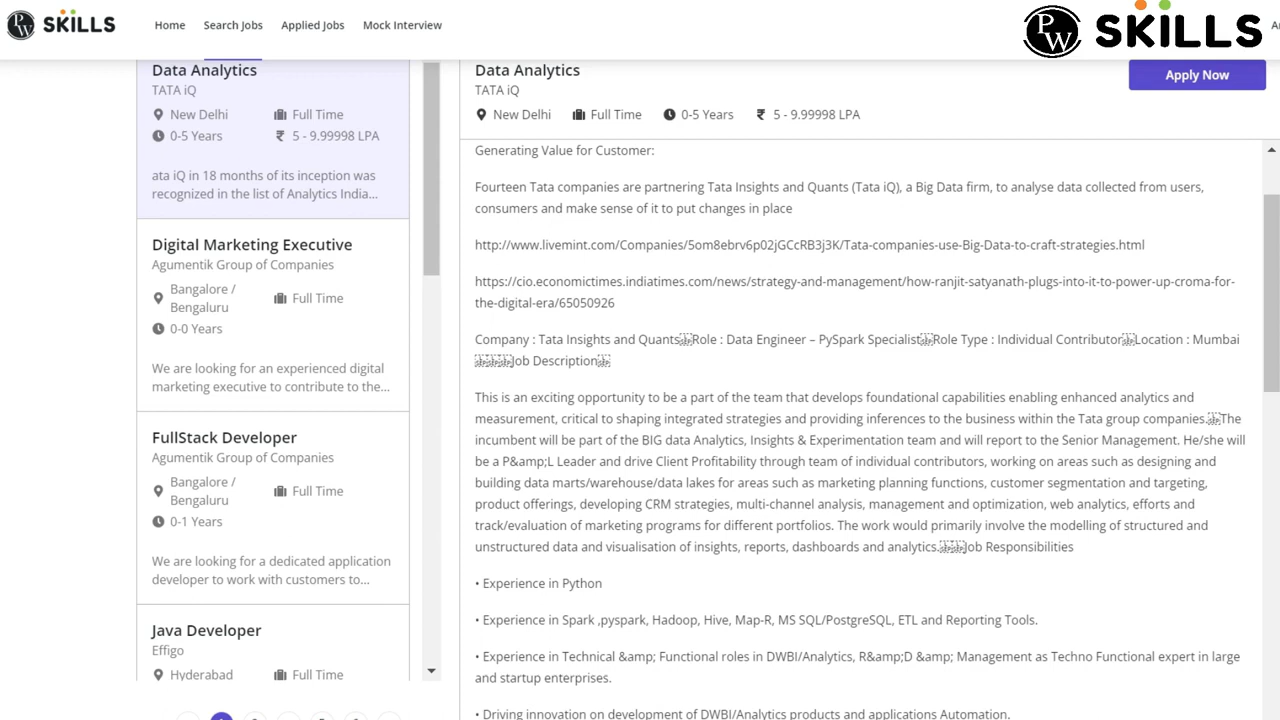 PW SKILLS
Home
Search Jobs
Applied Jobs
Mock Interview
PW SKILLS
Data Analytics
TATA iQ
New Delhi
Full Time
0-5 Years
₹ 5 - 9.99998 LPA
ata iQ in 18 months of its inception was
recognized in the list of Analytics India...
Digital Marketing Executive
Agumentik Group of Companies
Bangalore /
Bengaluru
Full Time
0-0 Years
We are looking for an experienced digital
marketing executive to contribute to the...
FullStack Developer
Agumentik Group of Companies
Bangalore /
Bengaluru
Full Time
0-1 Years
We are looking for a dedicated application
developer to work with customers to...
Java Developer
Effigo
Hyderabad
Full Time
Data Analytics
Apply Now
TATA iQ
New Delhi
Full Time
0-5 Years
₹ 5 - 9.99998 LPA
Generating Value for Customer:
Fourteen Tata companies are partnering Tata Insights and Quants (Tata iQ), a Big Data firm, to analyse data collected from users,
consumers and make sense of it to put changes in place
http://www.livemint.com/Companies/5om8ebrv6p02jGCcRB3j3K/Tata-companies-use-Big-Data-to-craft-strategies.html
https://cio.economictimes.indiatimes.com/news/strategy-and-management/how-ranjit-satyanath-plugs-into-it-to-power-up-croma-for-
the-digital-era/65050926
Company : Tata Insights and Quants Role : Data Engineer – PySpark Specialist Role Type : Individual Contributor Location : Mumbai
Job Description
This is an exciting opportunity to be a part of the team that develops foundational capabilities enabling enhanced analytics and
measurement, critical to shaping integrated strategies and providing inferences to the business within the Tata group companies. The
incumbent will be part of the BIG data Analytics, Insights & Experimentation team and will report to the Senior Management. He/she will
be a P&amp;L Leader and drive Client Profitability through team of individual contributors, working on areas such as designing and
building data marts/warehouse/data lakes for areas such as marketing planning functions, customer segmentation and targeting,
product offerings, developing CRM strategies, multi-channel analysis, management and optimization, web analytics, efforts and
track/evaluation of marketing programs for different portfolios. The work would primarily involve the modelling of structured and
unstructured data and visualisation of insights, reports, dashboards and analytics. Job Responsibilities
• Experience in Python
• Experience in Spark ,pyspark, Hadoop, Hive, Map-R, MS SQL/PostgreSQL, ETL and Reporting Tools.
• Experience in Technical &amp; Functional roles in DWBI/Analytics, R&amp;D &amp; Management as Techno Functional expert in large
and startup enterprises.
• Driving innovation on development of DWBI/Analytics products and applications Automation.